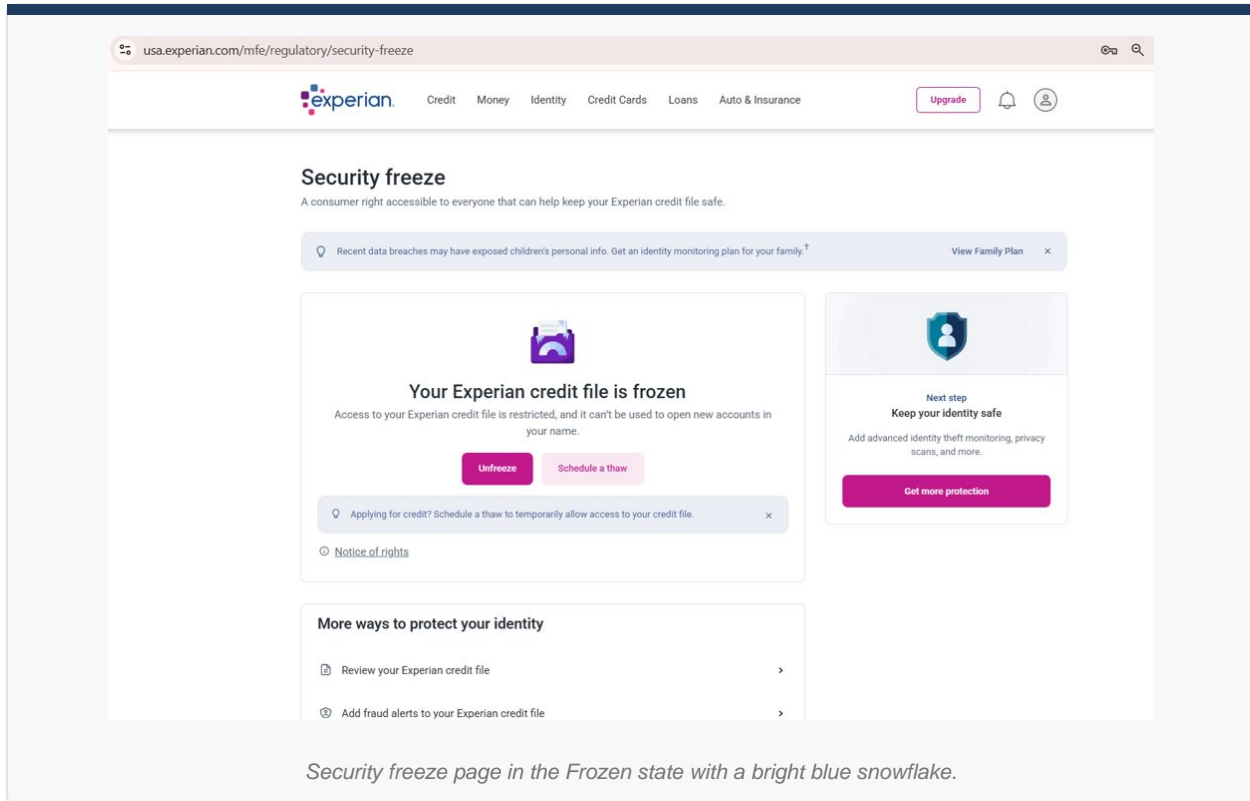 usa.experian.com/mfe/regulatory/security-freeze
experian.
Credit Money Identity Credit Cards Loans Auto & Insurance
Upgrade
Security freeze
A consumer right accessible to everyone that can help keep your Experian credit file safe.
Recent data breaches may have exposed children's personal info. Get an identity monitoring plan for your family.†
View Family Plan ×
Your Experian credit file is frozen
Access to your Experian credit file is restricted, and it can't be used to open new accounts in
your name.
Unfreeze Schedule a thaw
Applying for credit? Schedule a thaw to temporarily allow access to your credit file. ×
Notice of rights
Next step
Keep your identity safe
Add advanced identity theft monitoring, privacy
scans, and more.
Get more protection
More ways to protect your identity
Review your Experian credit file
Add fraud alerts to your Experian credit file
Security freeze page in the Frozen state with a bright blue snowflake.